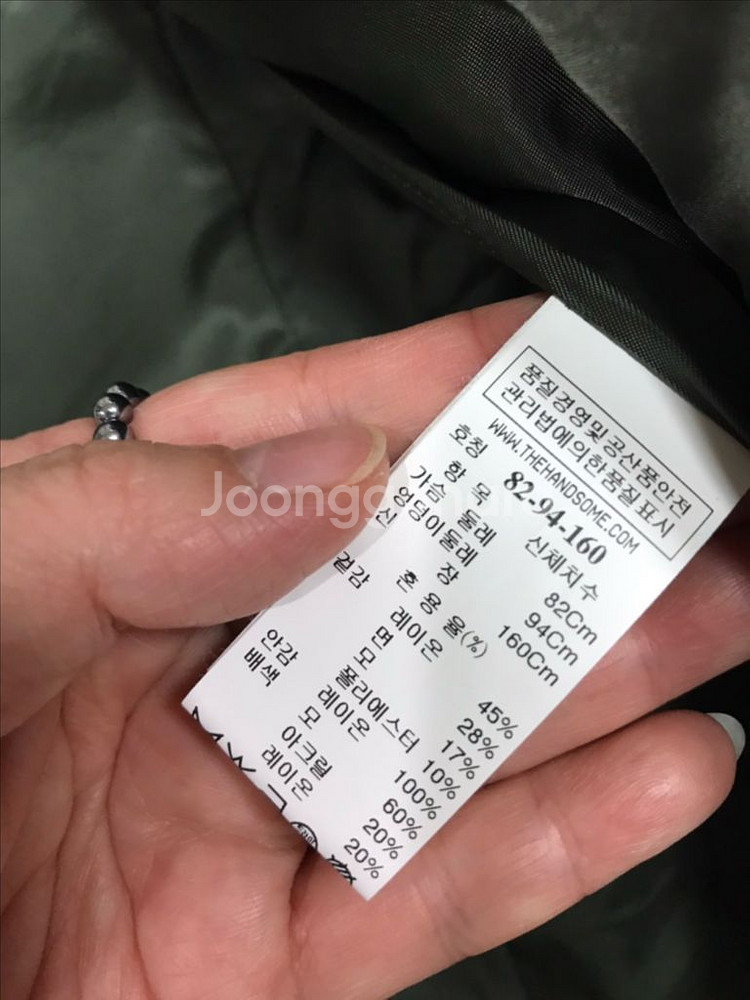 품질경영및공산품안전
관리법에의한품질표시
WWW.THEHANDSOME.COM
호칭 82-94-160
항 목 신체치수
가슴 둘레 82Cm
엉덩이둘레 94Cm
신 장 160Cm
혼 용 율(%)
겉감 레이온 45%
면 28%
모 17%
폴리에스터 10%
안감 레이온 100%
배색 모 60%
아크릴 20%
레이온 20%